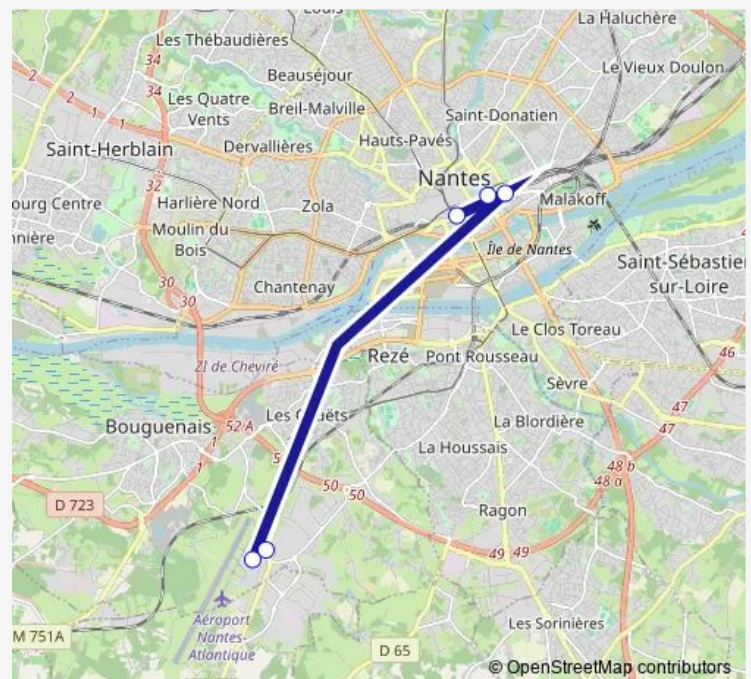 Louis
La Haluchère
Les Thébaudières
34
Beauséjour
Le Vieux Doulon
2
2
1
34
Les Quatre
Vents
Breil-Malville
Saint-Donatien
Hauts-Pavés
Saint-Herblain
Dervallières
Nantes
32
ourg Centre
Harlière Nord
Zola
Malakoff
nnière
Moulin du
Bois
Île de Nantes
Saint-Sébastie
sur-Loire
30
30
Chantenay
Le Clos Toreau
ZI de Cheviré
Rezé
Pont Rousseau
46
Sèvre
47
Les Couëts
Bouguenais
52 A
1
La Blordière
47
La Houssais
1
5
48 b
48 a
50
50
D 723
Ragon
49
49
Aéroport
Nantes-
Atlantique
Les Sorinières
M 751A
D 65
© OpenStreetMap contributors